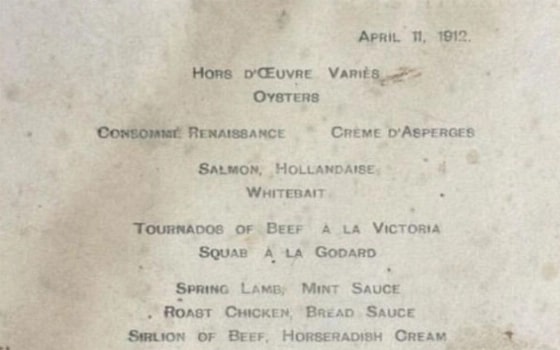 APRIL 11, 1912.
HORS D'ŒUVRE VARIÉS
OYSTERS
CONSOMMÉ RENAISSANCE CRÈME D'ASPERGES
SALMON, HOLLANDAISE
WHITEBAIT
TOURNADOS OF BEEF À LA VICTORIA
SQUAB À LA GODARD
SPRING LAMB, MINT SAUCE
ROAST CHICKEN, BREAD SAUCE
SIRLION OF BEEF, HORSERADISH CREAM